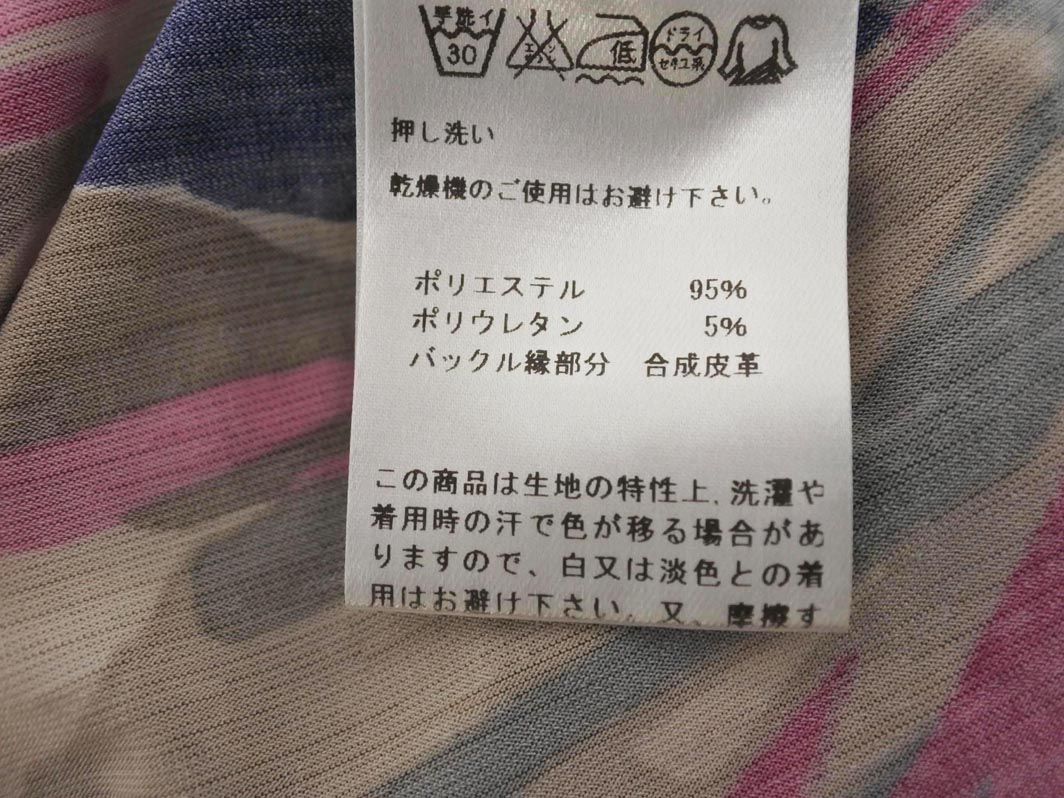 手洗イ
30
エンソ
低
ドライ
セキユ系
押し洗い
乾燥機のご使用はお避け下さい。
ポリエステル 95%
ポリウレタン 5%
バックル縁部分 合成皮革
この商品は生地の特性上、洗濯や
着用時の汗で色が移る場合があ
りますので、白又は淡色との着
用はお避け下さい。又、摩擦す